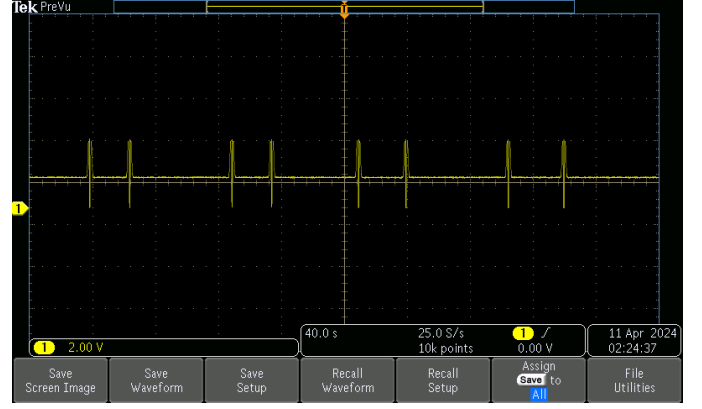 Tek PreVu
T
1
1 2.00 V
40.0 s 25.0 S/s 1 0.00 V
10k points
11 Apr 2024
02:24:37
Save Screen Image
Save Waveform
Save Setup
Recall Waveform
Recall Setup
Assign Save to All
File Utilities